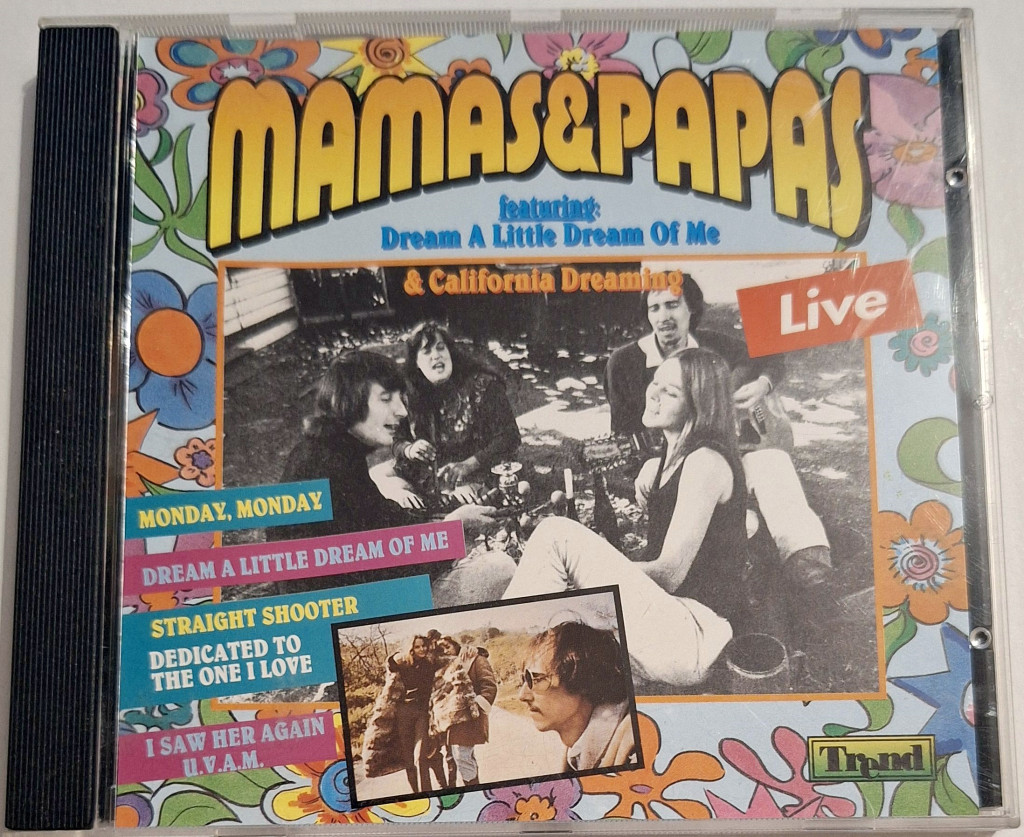 MAMAS&PAPAS
featuring:
Dream A Little Dream Of Me
& California Dreaming
Live
MONDAY, MONDAY
DREAM A LITTLE DREAM OF ME
STRAIGHT SHOOTER
DEDICATED TO
THE ONE I LOVE
I SAW HER AGAIN
U.V.A.M.
Trend